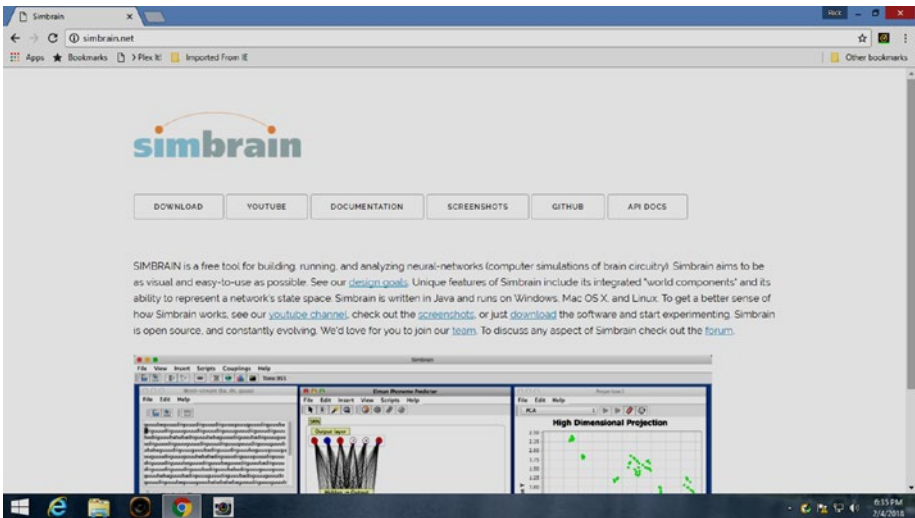 Simbrain
Rick
simbrain.net
Apps Bookmarks > Plex It! Imported From IE Other bookmarks
simbrain
DOWNLOAD YOUTUBE DOCUMENTATION SCREENSHOTS GITHUB API DOCS
SIMBRAIN is a free tool for building, running, and analyzing neural-networks (computer simulations of brain circuitry). Simbrain aims to be
as visual and easy-to-use as possible. See our design goals. Unique features of Simbrain include its integrated "world components" and its
ability to represent a network's state space. Simbrain is written in Java and runs on Windows, Mac OS X, and Linux. To get a better sense of
how Simbrain works, see our youtube channel, check out the screenshots, or just download the software and start experimenting. Simbrain
is open source, and constantly evolving. We'd love for you to join our team. To discuss any aspect of Simbrain check out the forum.
Simbrain
File View Insert Scripts Couplings Help
File Edit Help
Elman Phoneme Predictor
File Edit Insert View Scripts Help
SRN
Output layer
Projection1
File Edit Help
PCA
High Dimensional Projection
6:15 PM
2/4/2018